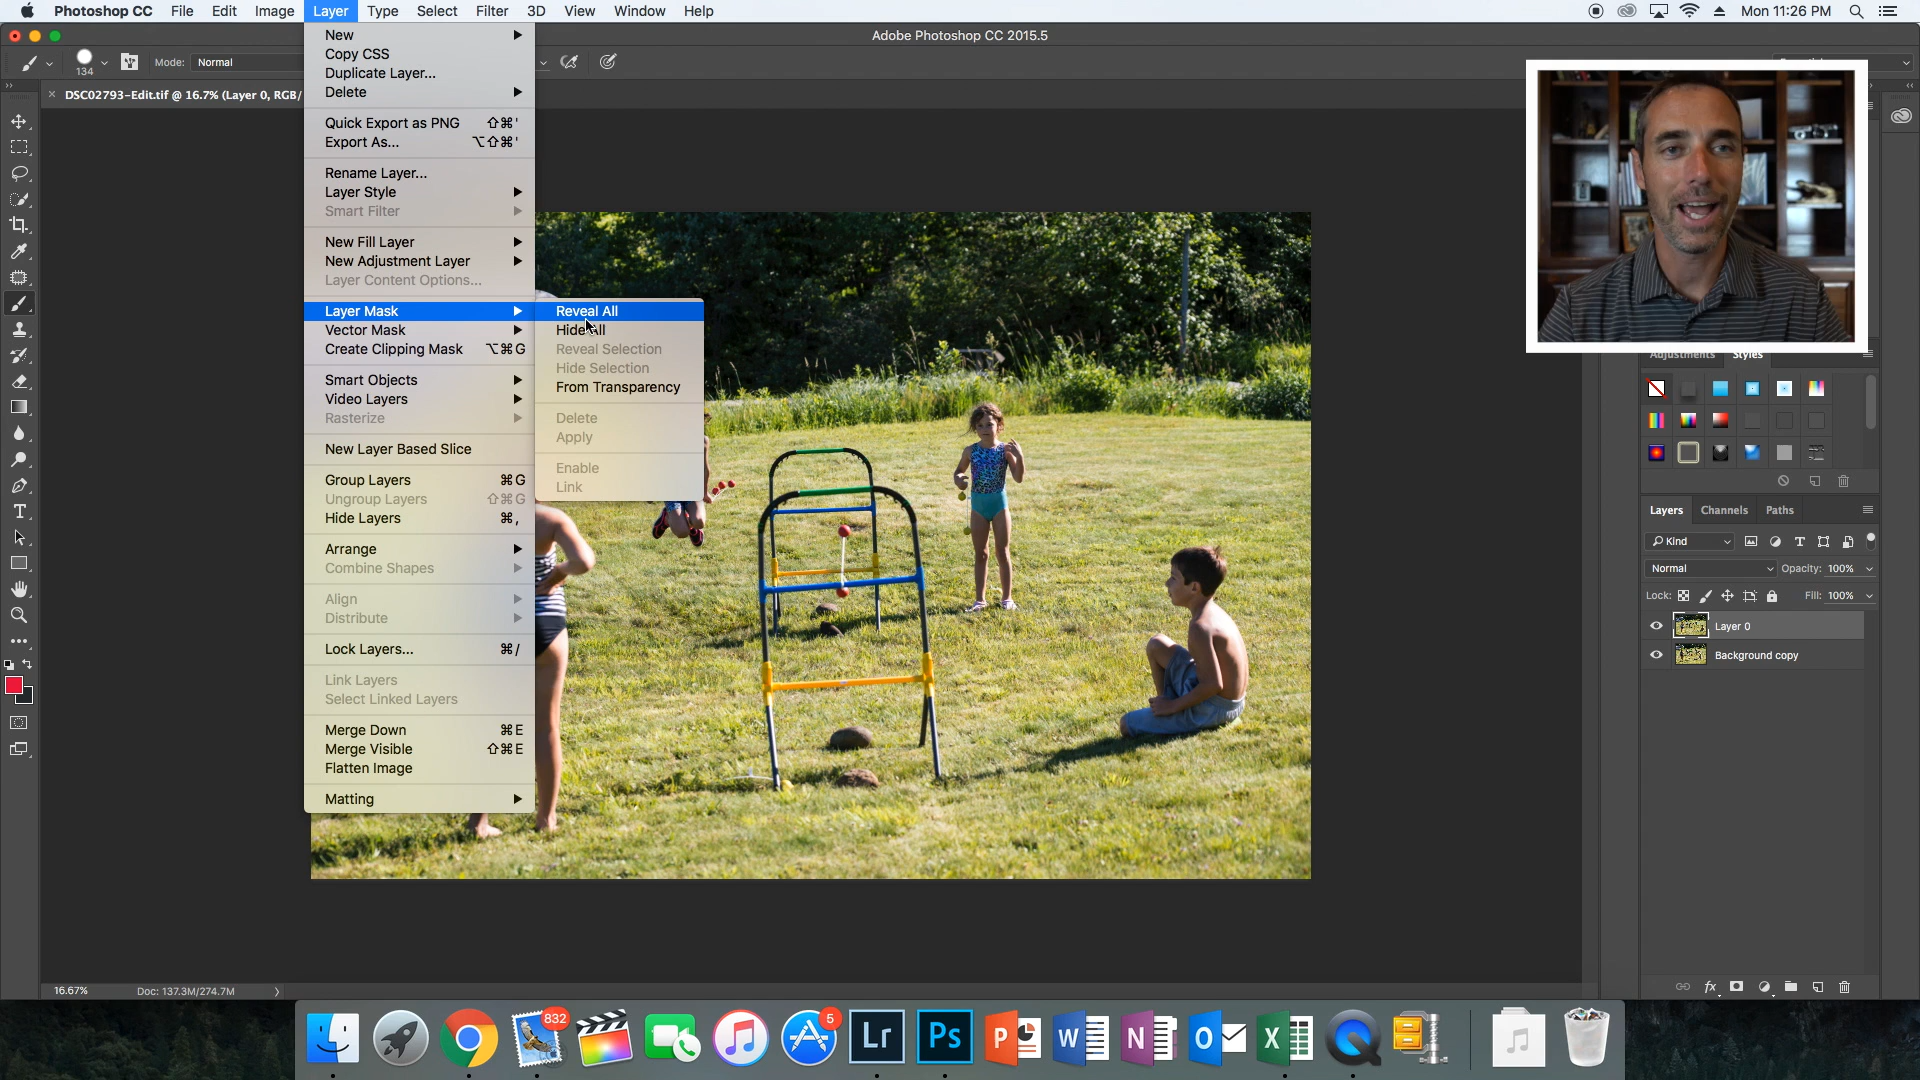 Photoshop CC File Edit Image Layer Type Select Filter 3D View Window Help Mon 11:26 PM
Adobe Photoshop CC 2015.5
134 Mode: Normal
DSC02793-Edit.tif @ 16.7% (Layer 0, RGB/
New
Copy CSS
Duplicate Layer...
Delete
Quick Export as PNG ⇧⌘'
Export As... ⌥⇧⌘'
Rename Layer...
Layer Style
Smart Filter
New Fill Layer
New Adjustment Layer
Layer Content Options...
Layer Mask
Vector Mask
Create Clipping Mask ⌥⌘G
Smart Objects
Video Layers
Rasterize
New Layer Based Slice
Group Layers ⌘G
Ungroup Layers ⇧⌘G
Hide Layers ⌘,
Arrange
Combine Shapes
Align
Distribute
Lock Layers... ⌘/
Link Layers
Select Linked Layers
Merge Down ⌘E
Merge Visible ⇧⌘E
Flatten Image
Matting
Reveal All
Hide All
Reveal Selection
Hide Selection
From Transparency
Delete
Apply
Enable
Link
Adjustments Styles
Layers Channels Paths
Kind
Normal Opacity: 100%
Lock: Fill: 100%
Layer 0
Background copy
fx
16.67% Doc: 137.3M/274.7M
832
5
Lr Ps